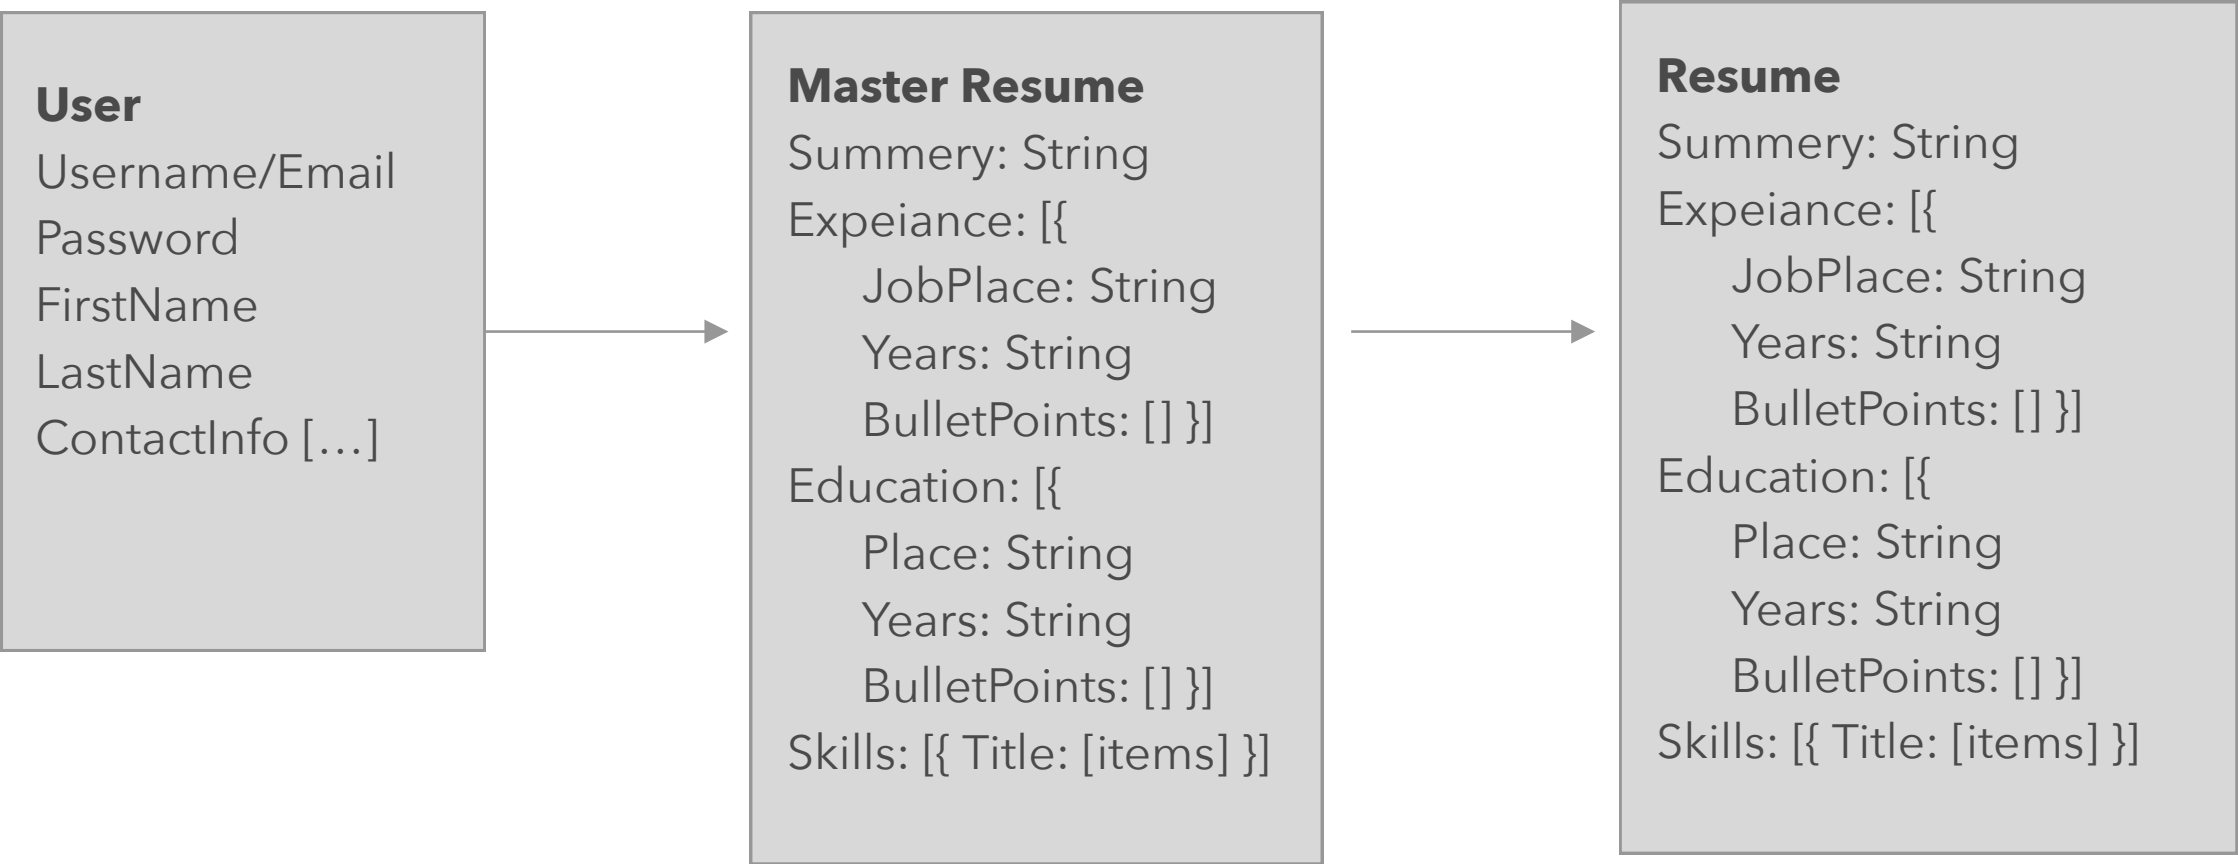 User
Username/Email
Password
FirstName
LastName
ContactInfo […]
Master Resume
Summery: String
Expeiance: [{
JobPlace: String
Years: String
BulletPoints: [] }]
Education: [{
Place: String
Years: String
BulletPoints: [] }]
Skills: [{ Title: [items] }]
Resume
Summery: String
Expeiance: [{
JobPlace: String
Years: String
BulletPoints: [] }]
Education: [{
Place: String
Years: String
BulletPoints: [] }]
Skills: [{ Title: [items] }]